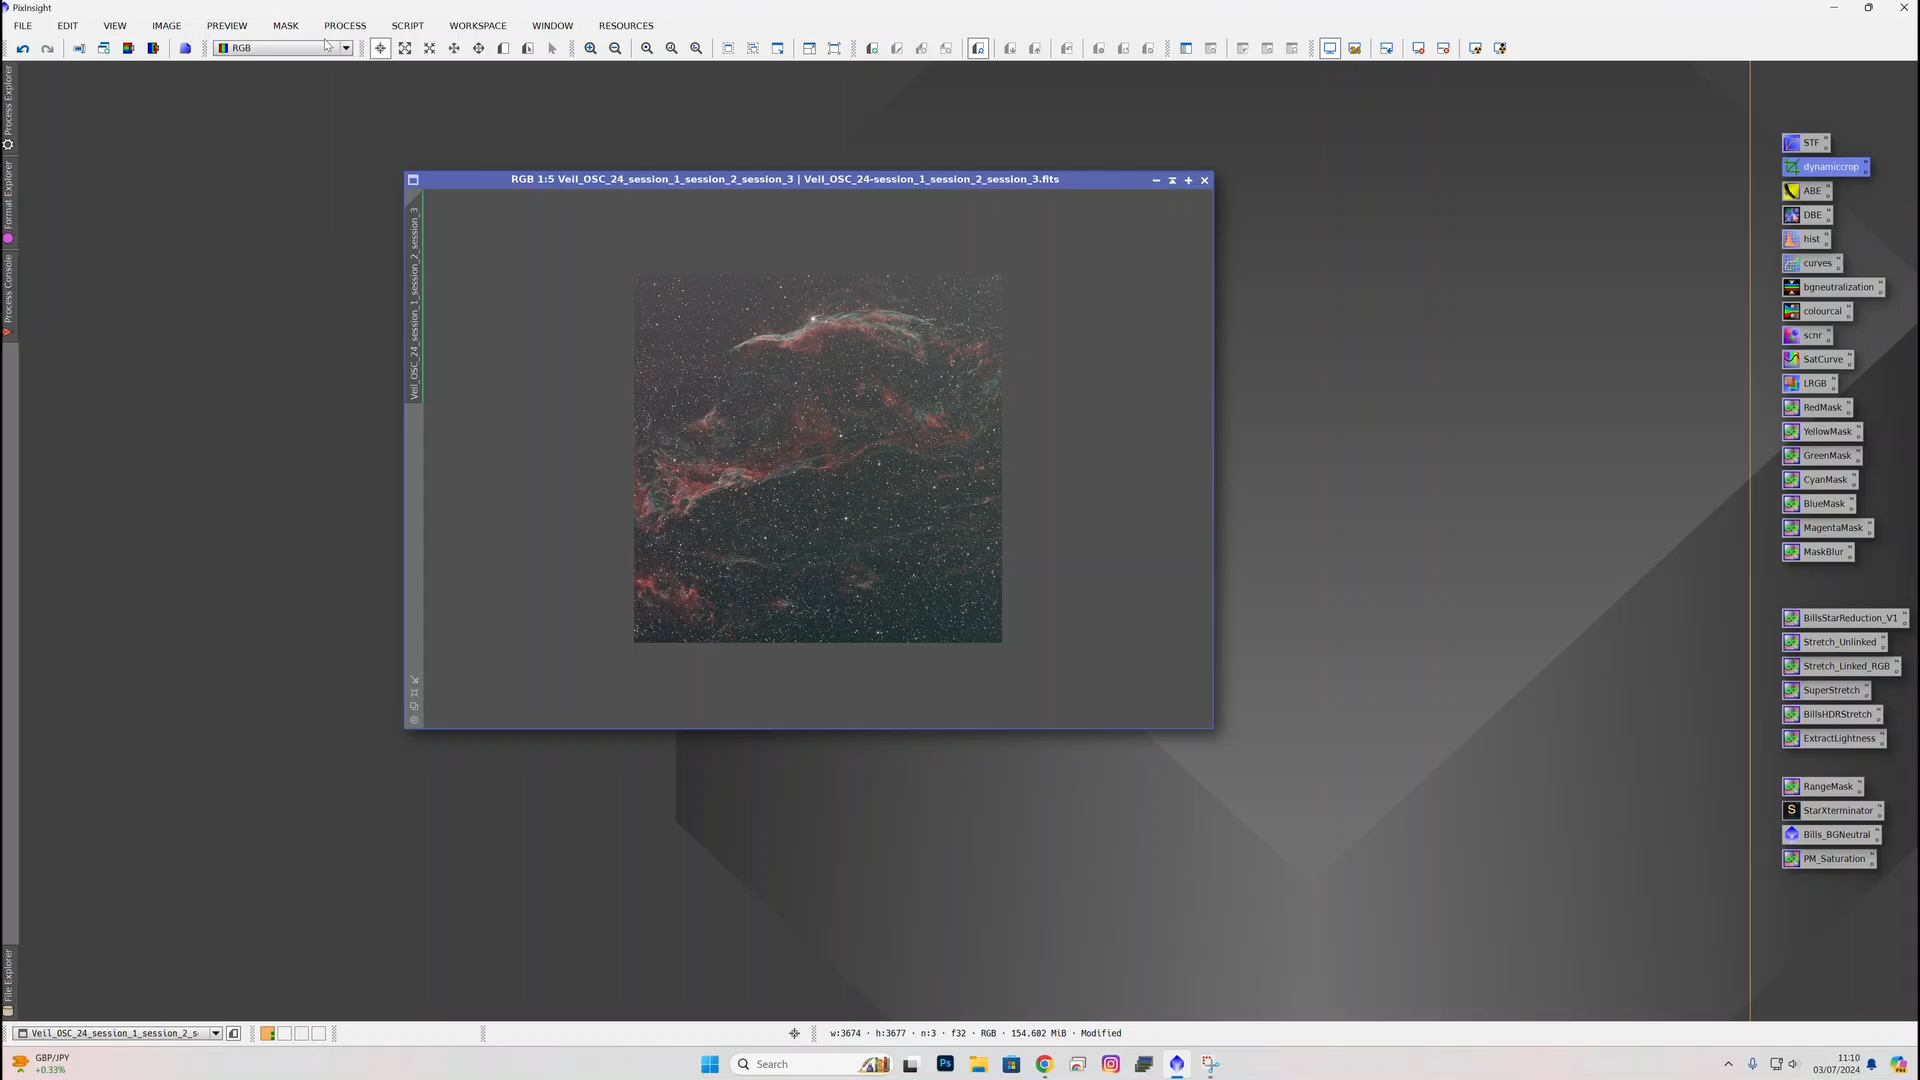 PixInsight
FILE EDIT VIEW IMAGE PREVIEW MASK PROCESS SCRIPT WORKSPACE WINDOW RESOURCES
RGB
Process Explorer
Format Explorer
Process Console
File Explorer
RGB 1:5 Veil_OSC_24_session_1_session_2_session_3 | Veil_OSC_24-session_1_session_2_session_3.fits
Veil_OSC_24_session_1_session_2_session_3
STF
dynamiccrop
ABE
DBE
hist
curves
bgneutralization
colourcal
scnr
SatCurve
LRGB
RedMask
YellowMask
GreenMask
CyanMask
BlueMask
MagentaMask
MaskBlur
BillsStarReduction_V1
Stretch_Unlinked
Stretch_Linked_RGB
SuperStretch
BillsHDRStretch
ExtractLightness
RangeMask
StarXterminator
Bills_BGNeutral
PM_Saturation
Veil_OSC_24_session_1_session_2_s
w:3674 · h:3677 · n:3 · f32 · RGB · 154.602 MiB · Modified
GBP/JPY
+0.33%
Search
Ps
11:10
03/07/2024